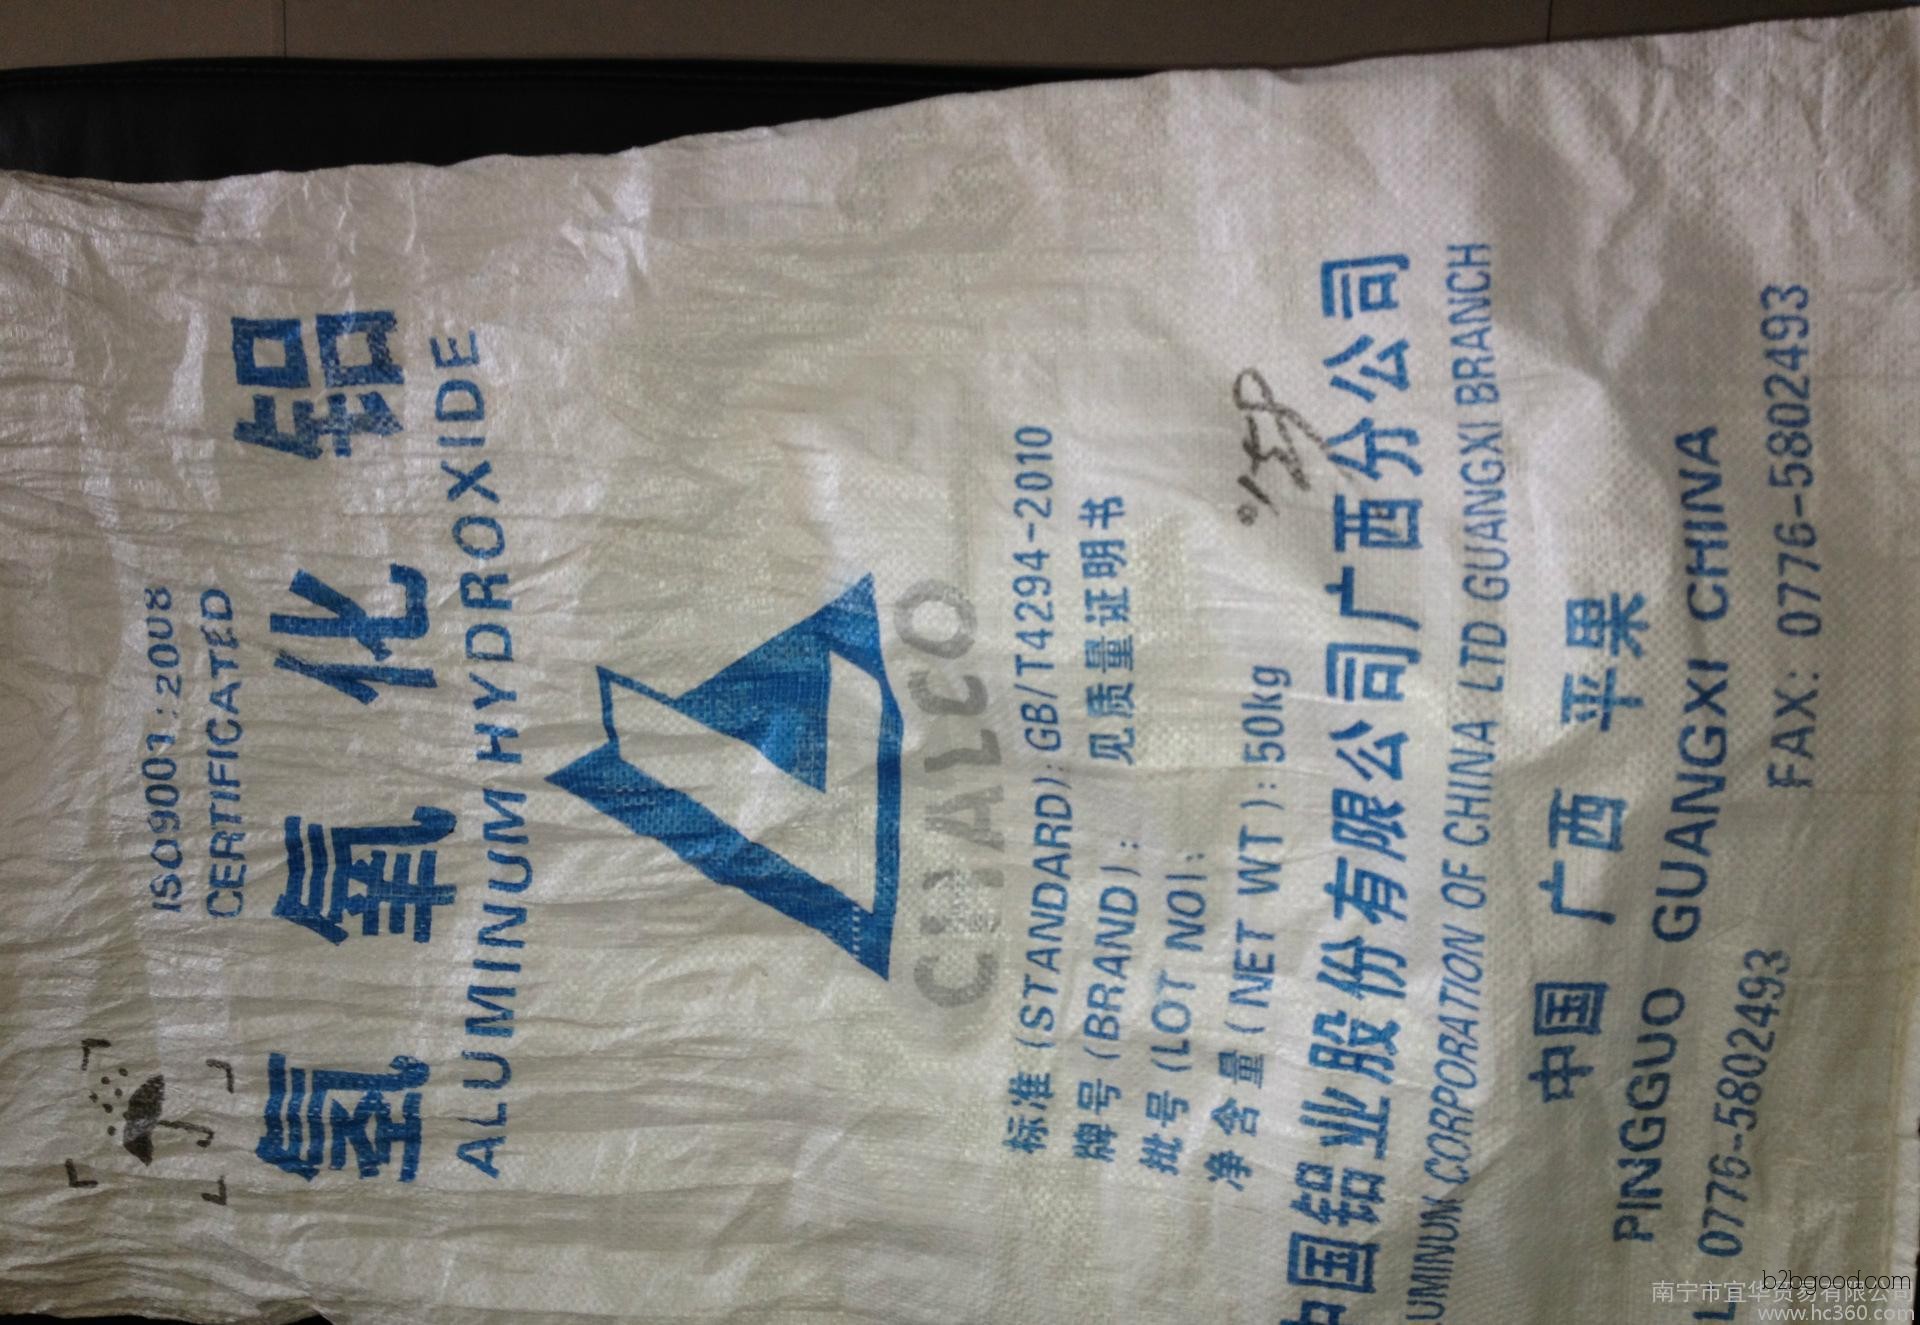 ISO9001:2008
CERTIFICATED
氢氧化铝
ALUMINUM HYDROXIDE
CHALCO
标准(STANDARD):GB/T4294-2010
牌号(BRAND): 见质量证明书
批号(LOT NO):
净含量(NET WT):50kg
中国铝业股份有限公司广西分公司
UMINUM CORPORATION OF CHINA LTD GUANGXI BRANCH
中国 广西 平果
PINGGUO GUANGXI CHINA
L 0776-5802493 FAX: 0776-5802493
b2bgood.com
南宁市宜华贸易有限公司
www.hc360.com